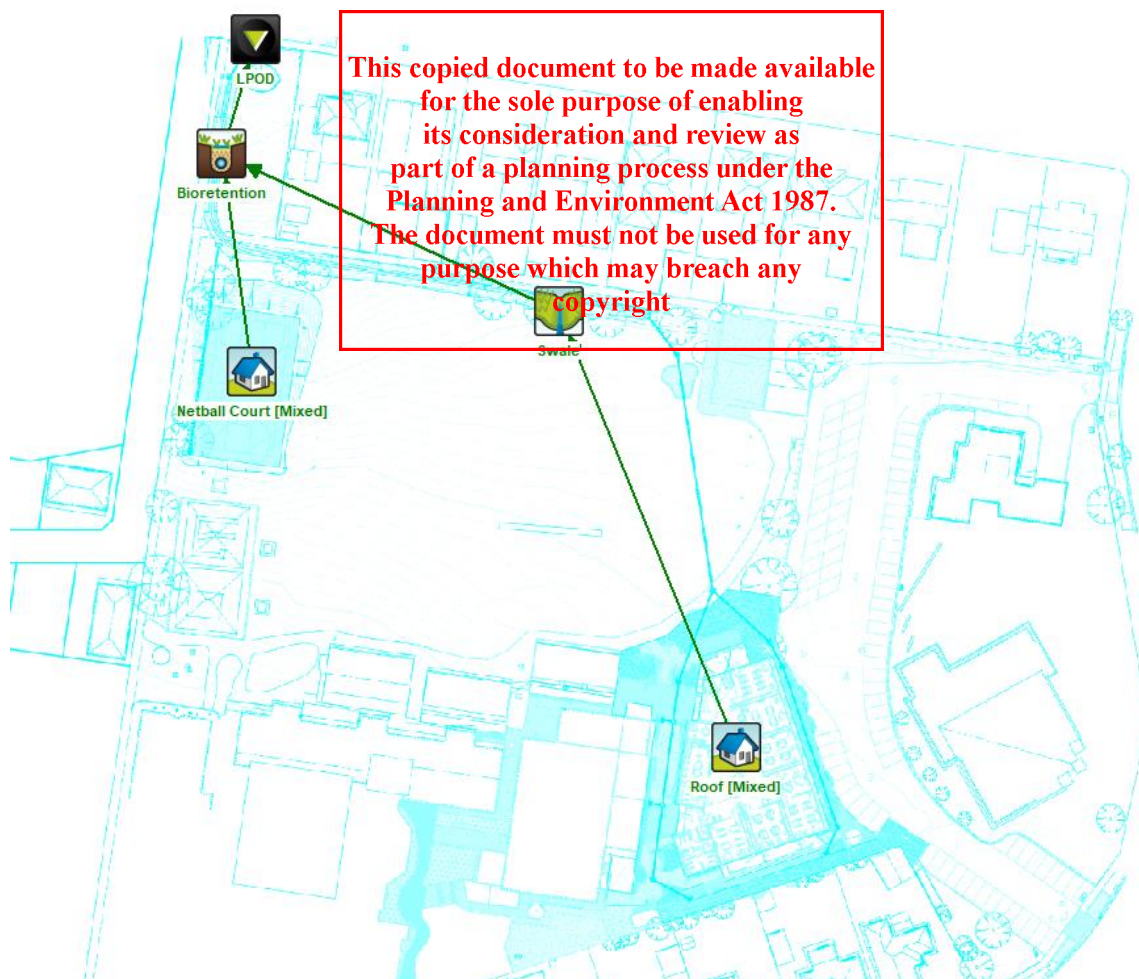 LPOD
This copied document to be made available
for the sole purpose of enabling
its consideration and review as
part of a planning process under the
Planning and Environment Act 1987.
The document must not be used for any
purpose which may breach any
copyright
Bioretention
Swale
Netball Court [Mixed]
Roof [Mixed]